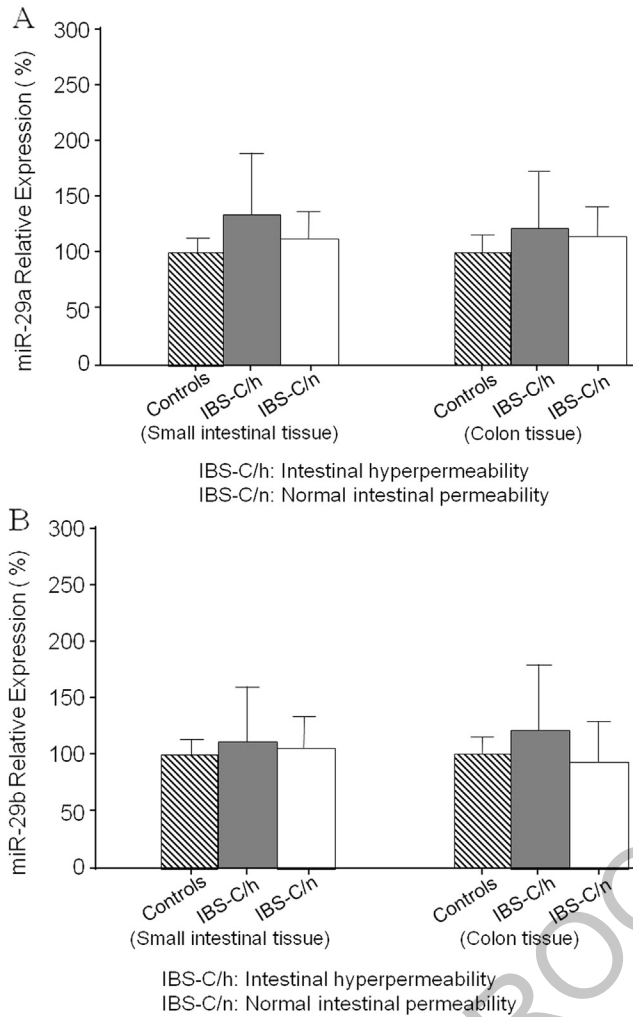 A
miR-29a Relative Expression ( % )
300
250
200
150
100
50
0
Controls
IBS-C/h
IBS-C/n
Controls
IBS-C/h
IBS-C/n
(Small intestinal tissue)
(Colon tissue)
IBS-C/h: Intestinal hyperpermeability
IBS-C/n: Normal intestinal permeability
B
miR-29b Relative Expression ( % )
300
250
200
150
100
50
0
Controls
IBS-C/h
IBS-C/n
Controls
IBS-C/h
IBS-C/n
(Small intestinal tissue)
(Colon tissue)
IBS-C/h: Intestinal hyperpermeability
IBS-C/n: Normal intestinal permeability